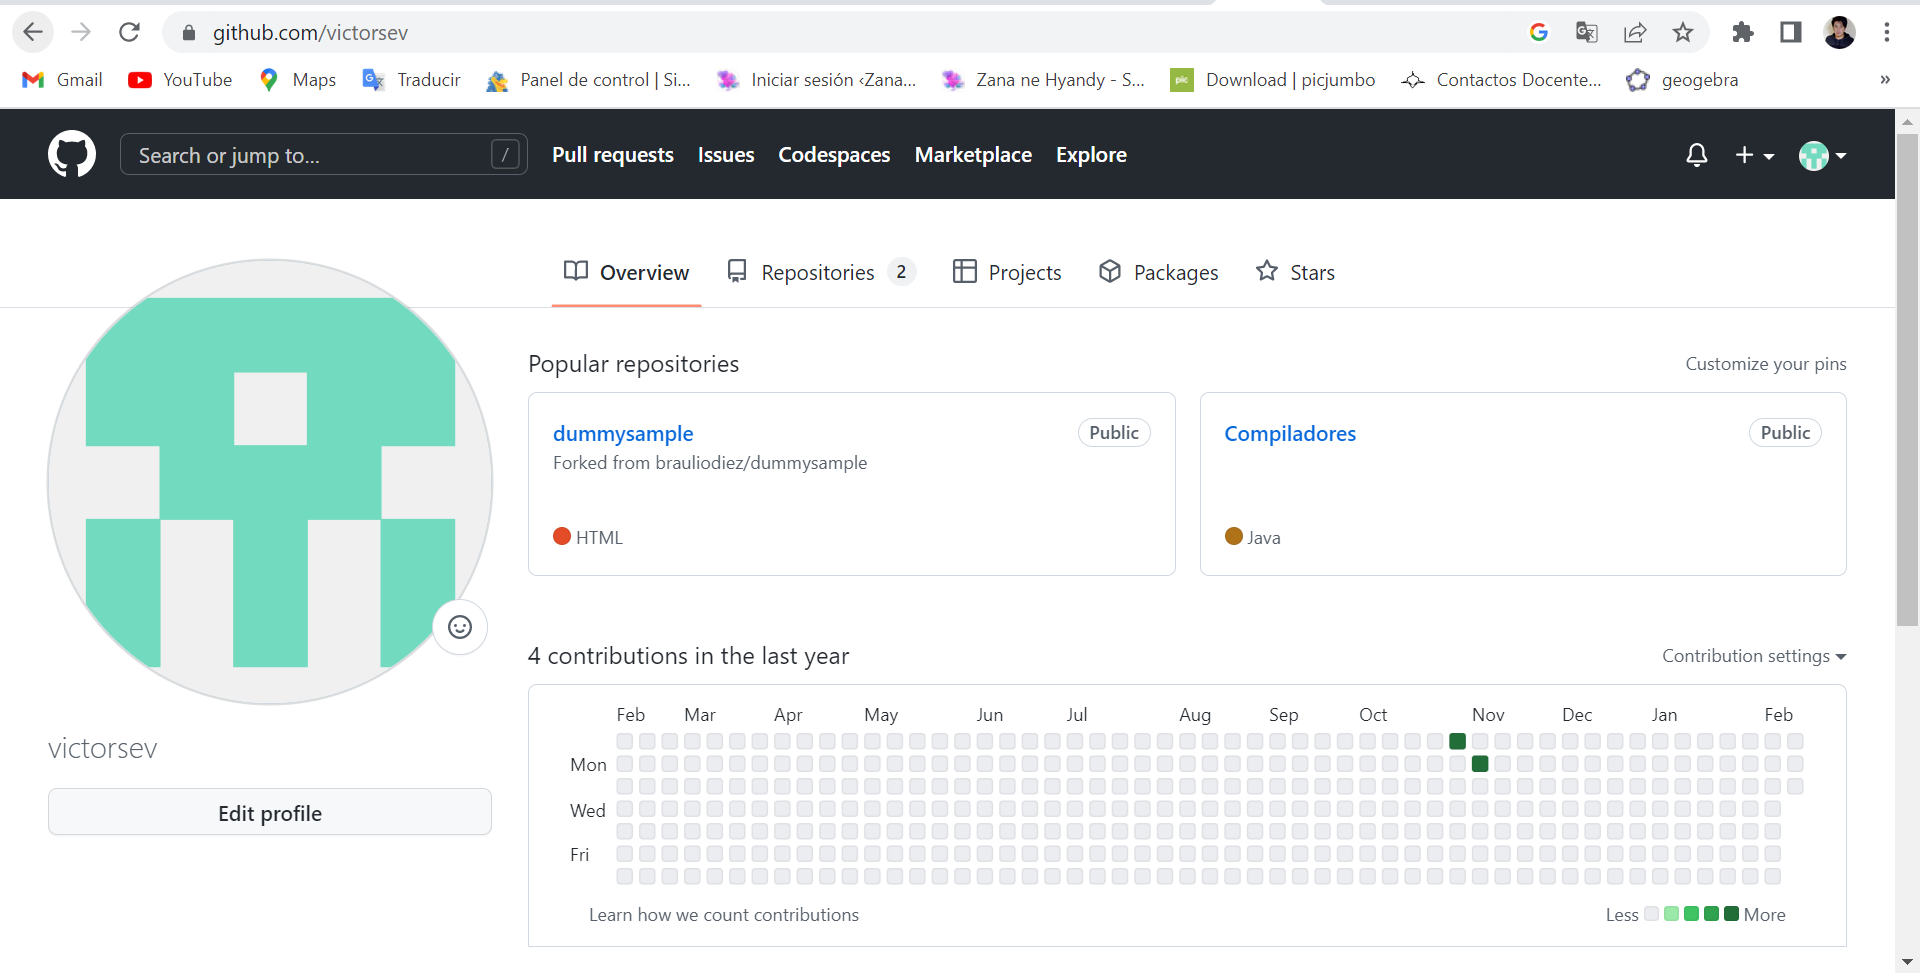 github.com/victorsev
Gmail YouTube Maps Traducir Panel de control | Si... Iniciar sesión ‹Zana... Zana ne Hyandy - S... pic Download | picjumbo Contactos Docente... geogebra »
Search or jump to... / Pull requests Issues Codespaces Marketplace Explore
Overview Repositories 2 Projects Packages Stars
Popular repositories Customize your pins
dummysample Public
Forked from brauliodiez/dummysample
HTML
Compiladores Public
Java
victorsev
Edit profile
4 contributions in the last year Contribution settings
Feb Mar Apr May Jun Jul Aug Sep Oct Nov Dec Jan Feb
Mon
Wed
Fri
Learn how we count contributions Less More